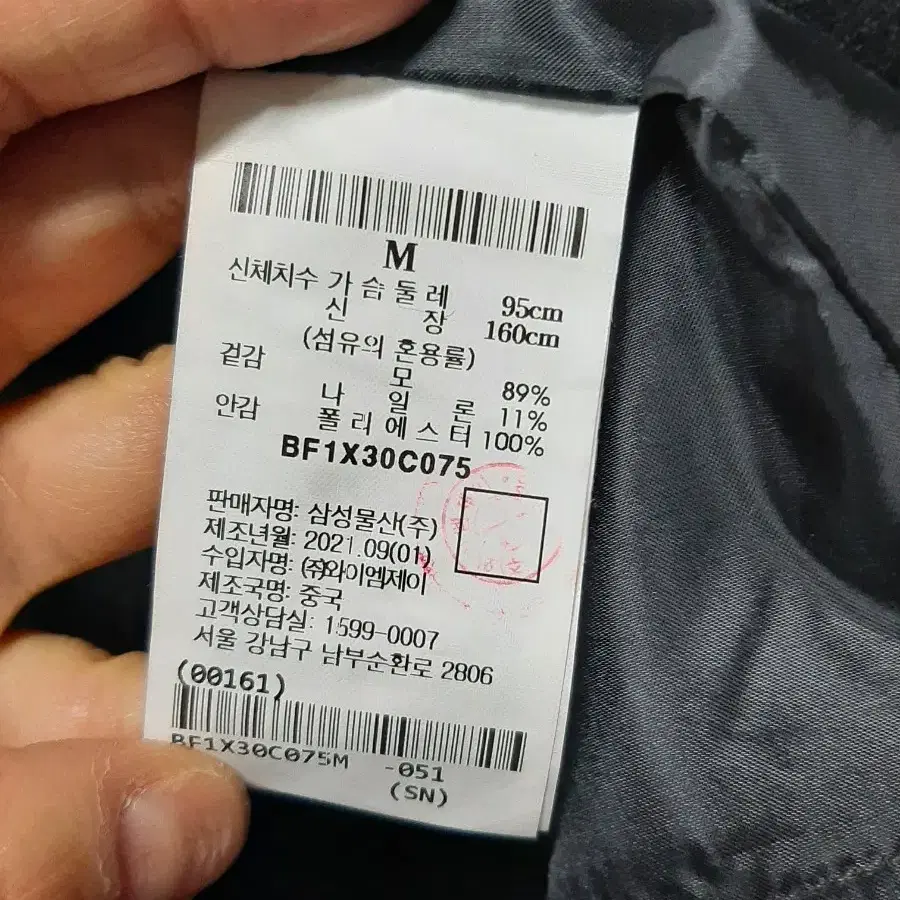 M
신체치수 가슴둘레 95cm
신장 160cm
(섬유의 혼용률)
겉감 모 89%
나일론 11%
안감 폴리에스터 100%
BF1X30C075
판매자명: 삼성물산(주)
제조년월: 2021.09(01)
수입자명: (주)와이엠제이
제조국명: 중국
고객상담실: 1599-0007
서울 강남구 남부순환로 2806
(00161)
BF1X30C075M -051
(SN)